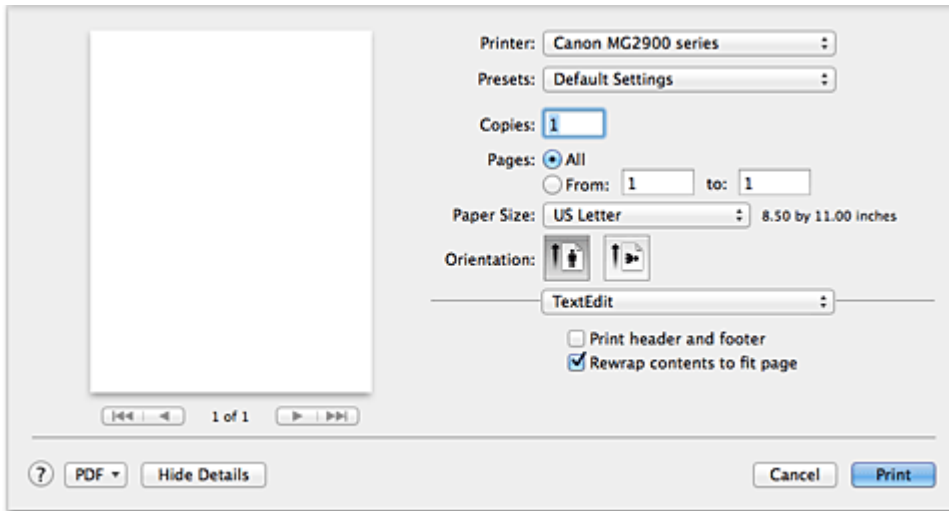 Printer: Canon MG2900 series
Presets: Default Settings
Copies: 1
Pages: All
From: 1 to: 1
Paper Size: US Letter 8.50 by 11.00 inches
Orientation:
TextEdit
Print header and footer
Rewrap contents to fit page
1 of 1
? PDF Hide Details Cancel Print